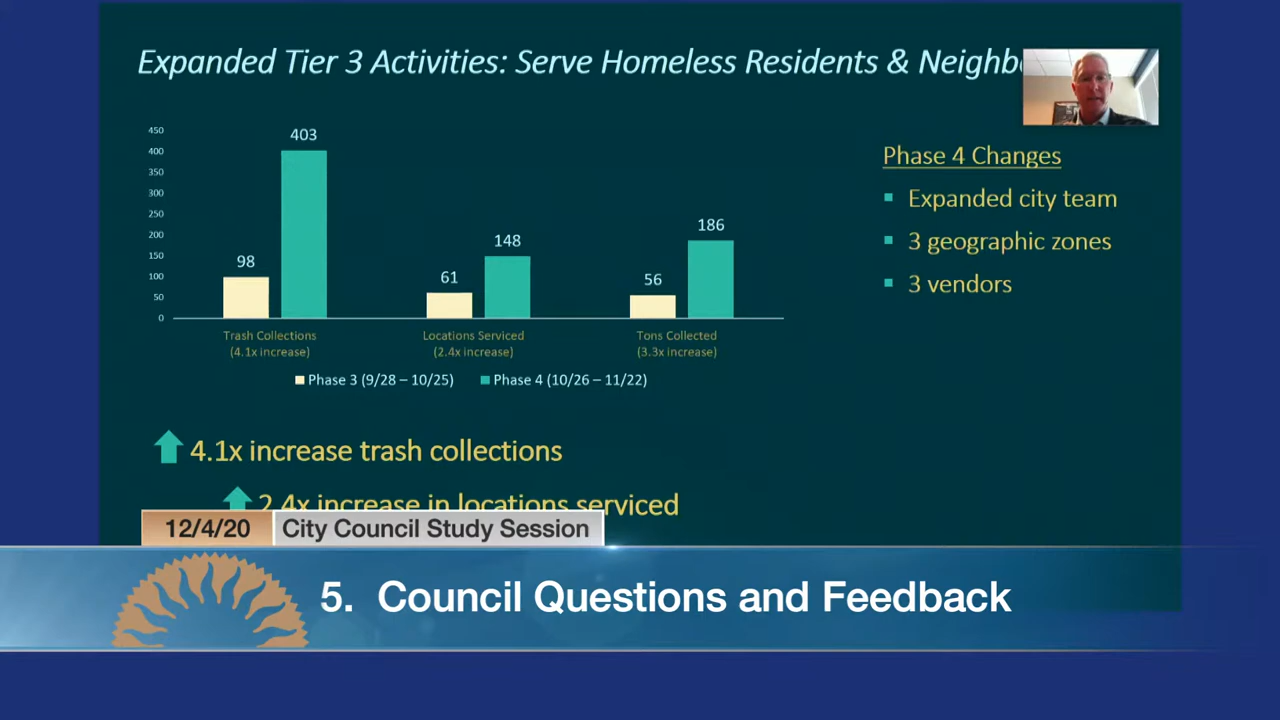 Expanded Tier 3 Activities: Serve Homeless Residents & Neighbo
450
400
350
300
250
200
150
100
50
0
98
403
61
148
56
186
Trash Collections
(4.1x increase)
Locations Serviced
(2.4x increase)
Tons Collected
(3.3x increase)
Phase 3 (9/28 – 10/25)
Phase 4 (10/26 – 11/22)
Phase 4 Changes
Expanded city team
3 geographic zones
3 vendors
4.1x increase trash collections
2.4x increase in locations serviced
12/4/20 City Council Study Session
5. Council Questions and Feedback